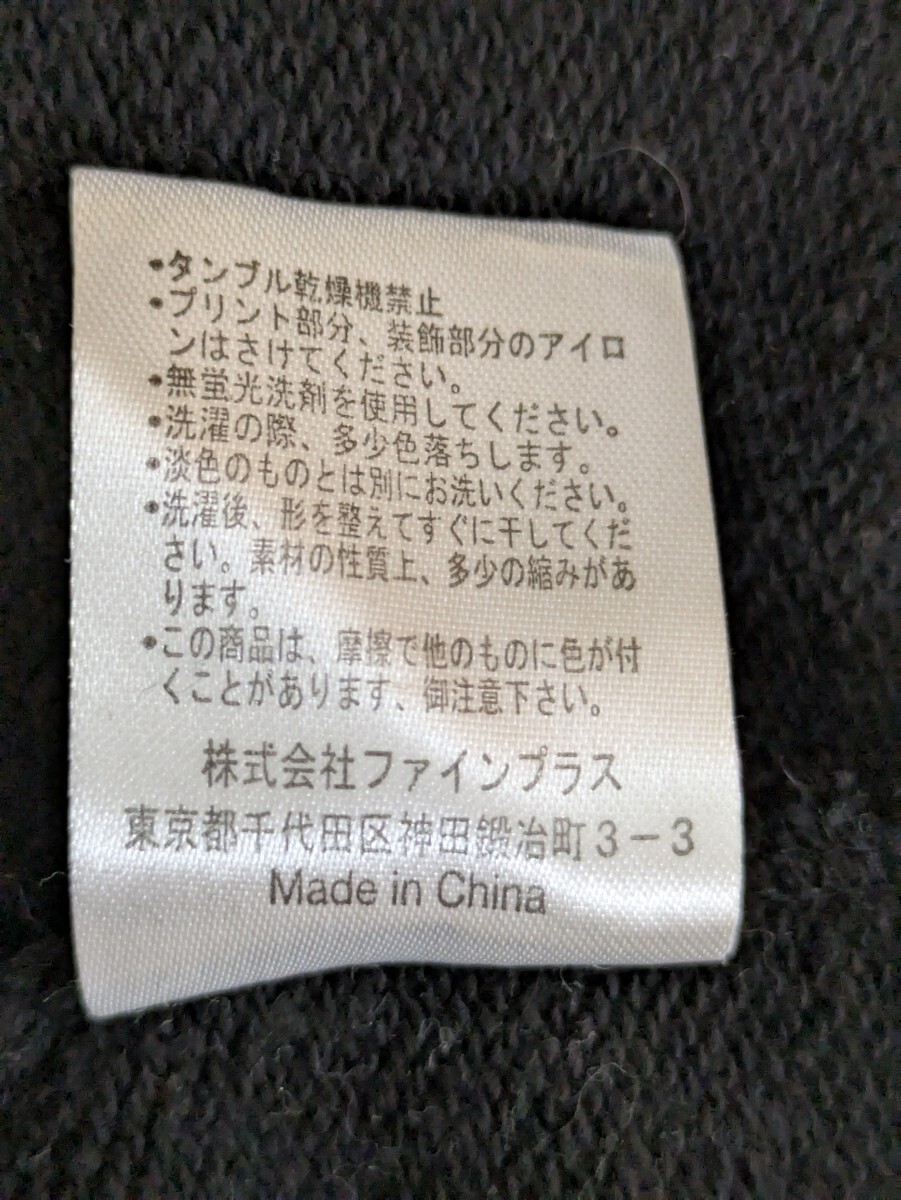 •タンブル乾燥機禁止
•プリント部分、装飾部分のアイロ
ンはさけてください。
•無蛍光洗剤を使用してください。
•洗濯の際、多少色落ちします。
•淡色のものとは別にお洗いください。
•洗濯後、形を整えてすぐに干してくだ
さい。素材の性質上、多少の縮みがあ
ります。
•この商品は、摩擦で他のものに色が付
くことがあります、御注意下さい。
株式会社ファインプラス
東京都千代田区神田鍛冶町3-3
Made in China